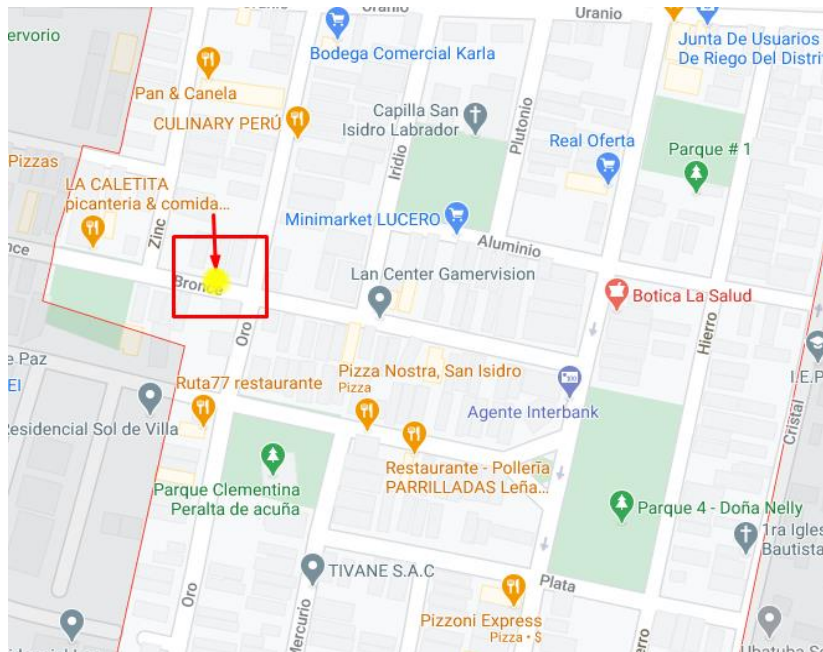 Uranio
Uranio
Uranio
ervorio
Bodega Comercial Karla
Junta De Usuarios
De Riego Del Distri
Pan & Canela
CULINARY PERÚ
Capilla San
Isidro Labrador
Plutonio
Iridio
Real Oferta
Parque # 1
Pizzas
LA CALETITA
picanteria & comida...
Zinc
Minimarket LUCERO
Aluminio
nce
Bronce
Lan Center Gamervision
Botica La Salud
Oro
Hierro
e Paz
EI
Ruta77 restaurante
Pizza Nostra, San Isidro
Pizza
Agente Interbank
I.E.P
Cristal
Residencial Sol de Villa
Restaurante - Pollería
PARRILLADAS Leña...
Parque Clementina
Peralta de acuña
Parque 4 - Doña Nelly
1ra Igles
Bautista
TIVANE S.A.C
Plata
Oro
Mercurio
Pizzoni Express
Pizza • $
erro
Ubatuba Se